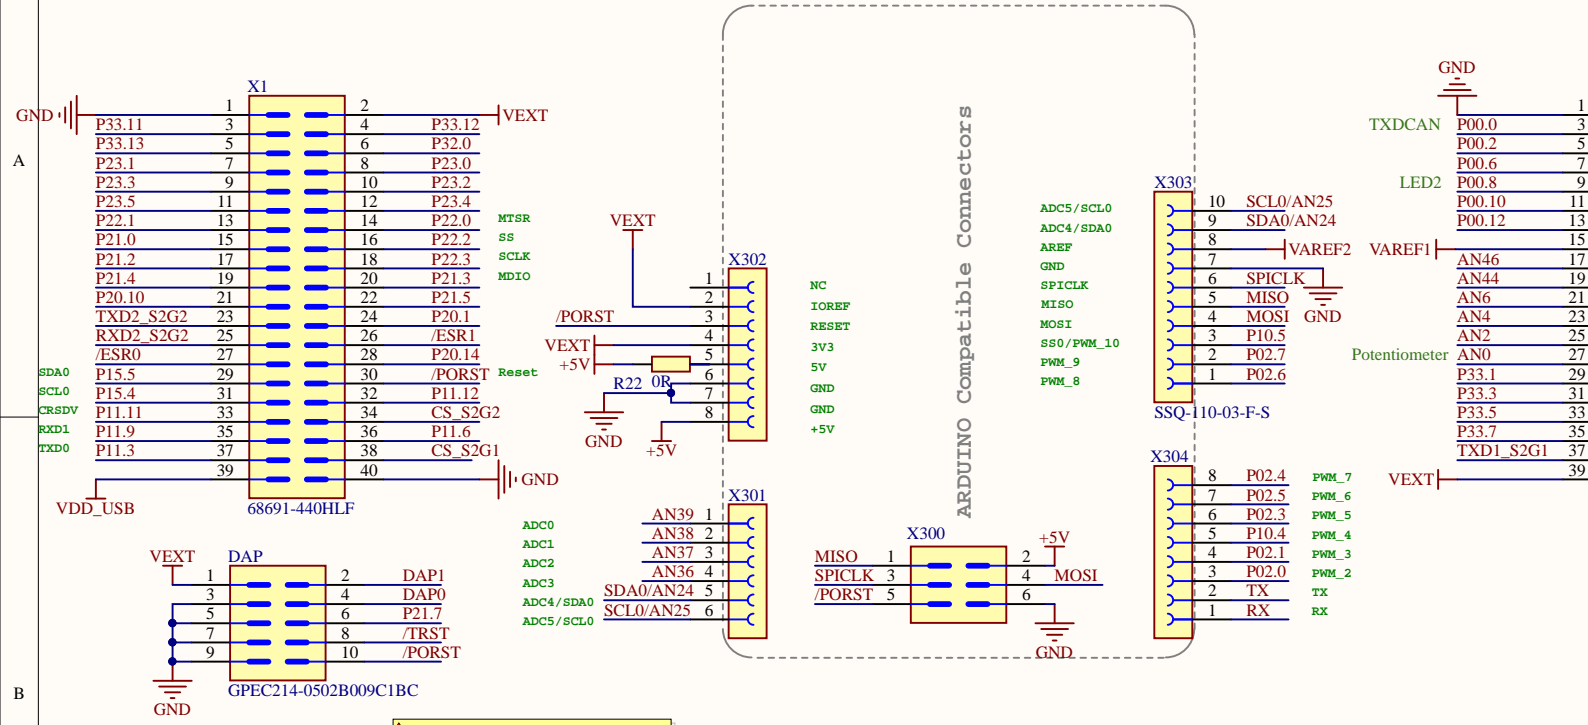 A
B
X1
GND 1 2 VEXT
P33.11 3 4 P33.12
P33.13 5 6 P32.0
P23.1 7 8 P23.0
P23.3 9 10 P23.2
P23.5 11 12 P23.4
P22.1 13 14 P22.0 MTSR
P21.0 15 16 P22.2 SS
P21.2 17 18 P22.3 SCLK
P21.4 19 20 P21.3 MDIO
P20.10 21 22 P21.5
TXD2_S2G2 23 24 P20.1
RXD2_S2G2 25 26 /ESR1
/ESR0 27 28 P20.14
SDA0 P15.5 29 30 /PORST Reset
SCL0 P15.4 31 32 P11.12
CRSDV P11.11 33 34 CS_S2G2
RXD1 P11.9 35 36 P11.6
TXD0 P11.3 37 38 CS_S2G1
39 40 GND
VDD_USB
68691-440HLF
VEXT DAP
1 2 DAP1
3 4 DAP0
5 6 P21.7
7 8 /TRST
9 10 /PORST
GND
GPEC214-0502B009C1BC
ARDUINO Compatible Connectors
VEXT
X302
1 NC
2 IOREF
/PORST 3 RESET
VEXT 4 3V3
+5V 5 5V
R22 0R
6 GND
7 GND
8 +5V
GND
+5V
X301
ADC0 AN39 1
ADC1 AN38 2
ADC2 AN37 3
ADC3 AN36 4
ADC4/SDA0 SDA0/AN24 5
ADC5/SCL0 SCL0/AN25 6
X300
+5V
MISO 1 2
SPICLK 3 4 MOSI
/PORST 5 6
GND
X303
ADC5/SCL0 10 SCL0/AN25
ADC4/SDA0 9 SDA0/AN24
AREF 8 VAREF2
GND 7
SPICLK 6 SPICLK
MISO 5 MISO
MOSI 4 MOSI
SS0/PWM_10 3 P10.5
PWM_9 2 P02.7
PWM_8 1 P02.6
GND
SSQ-110-03-F-S
X304
8 P02.4 PWM_7
7 P02.5 PWM_6
6 P02.3 PWM_5
5 P10.4 PWM_4
4 P02.1 PWM_3
3 P02.0 PWM_2
2 TX TX
1 RX RX
GND
1
TXDCAN P00.0 3
P00.2 5
P00.6 7
LED2 P00.8 9
P00.10 11
P00.12 13
VAREF1 15
AN46 17
AN44 19
AN6 21
AN4 23
AN2 25
Potentiometer AN0 27
P33.1 29
P33.3 31
P33.5 33
P33.7 35
TXD1_S2G1 37
VEXT 39